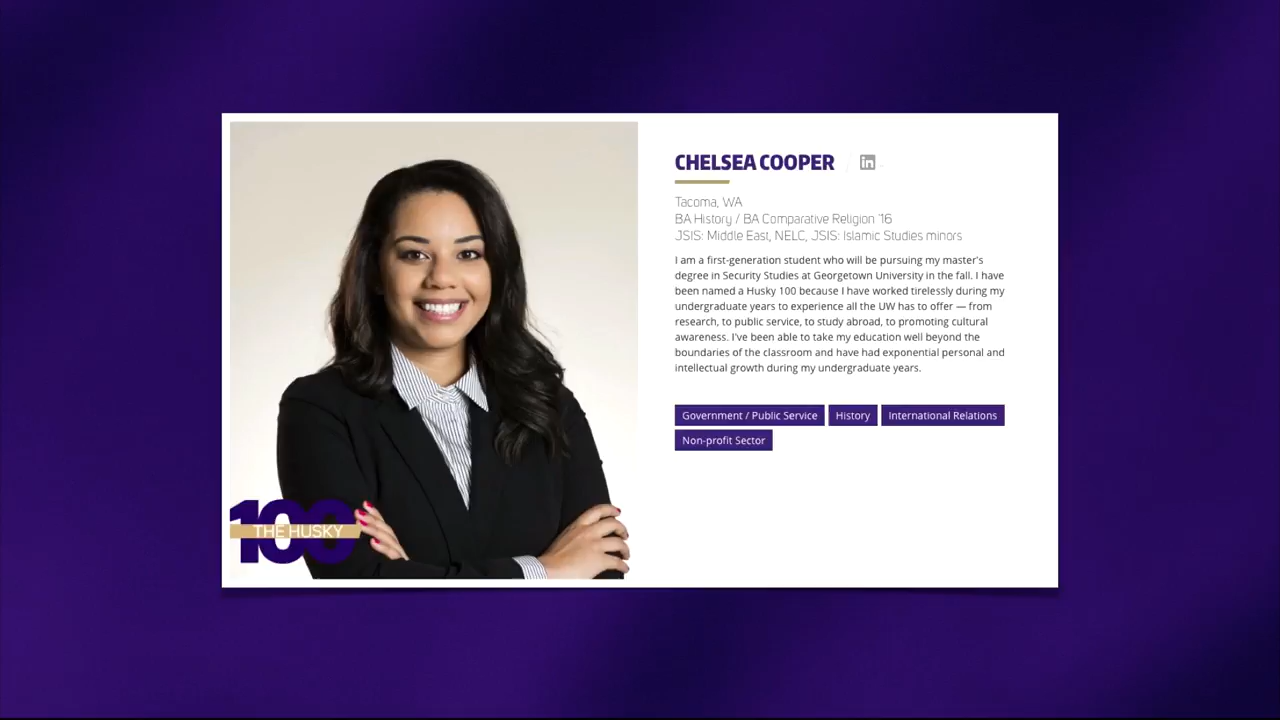 CHELSEA COOPER
in
Tacoma, WA
BA History / BA Comparative Religion '16
JSIS: Middle East, NELC, JSIS: Islamic Studies minors
I am a first-generation student who will be pursuing my master's
degree in Security Studies at Georgetown University in the fall. I have
been named a Husky 100 because I have worked tirelessly during my
undergraduate years to experience all the UW has to offer — from
research, to public service, to study abroad, to promoting cultural
awareness. I've been able to take my education well beyond the
boundaries of the classroom and have had exponential personal and
intellectual growth during my undergraduate years.
Government / Public Service
History
International Relations
Non-profit Sector
100
THE HUSKY